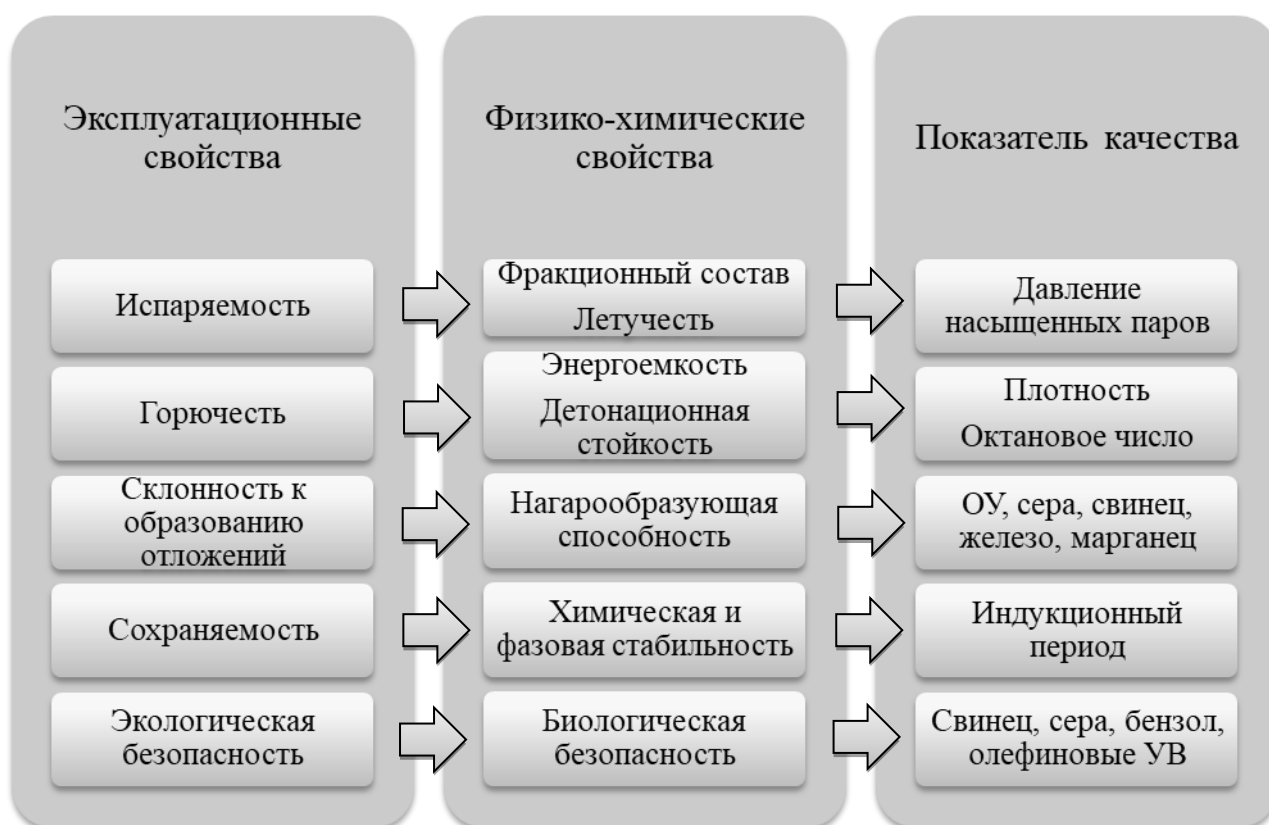 Эксплуатационные
свойства
Физико-химические
свойства
Показатель качества
Испаряемость
Фракционный состав
Летучесть
Давление
насыщенных паров
Горючесть
Энергоемкость
Детонационная
стойкость
Плотность
Октановое число
Склонность к
образованию
отложений
Нагарообразующая
способность
ОУ, сера, свинец,
железо, марганец
Сохраняемость
Химическая и
фазовая стабильность
Индукционный
период
Экологическая
безопасность
Биологическая
безопасность
Свинец, сера, бензол,
олефиновые УВ